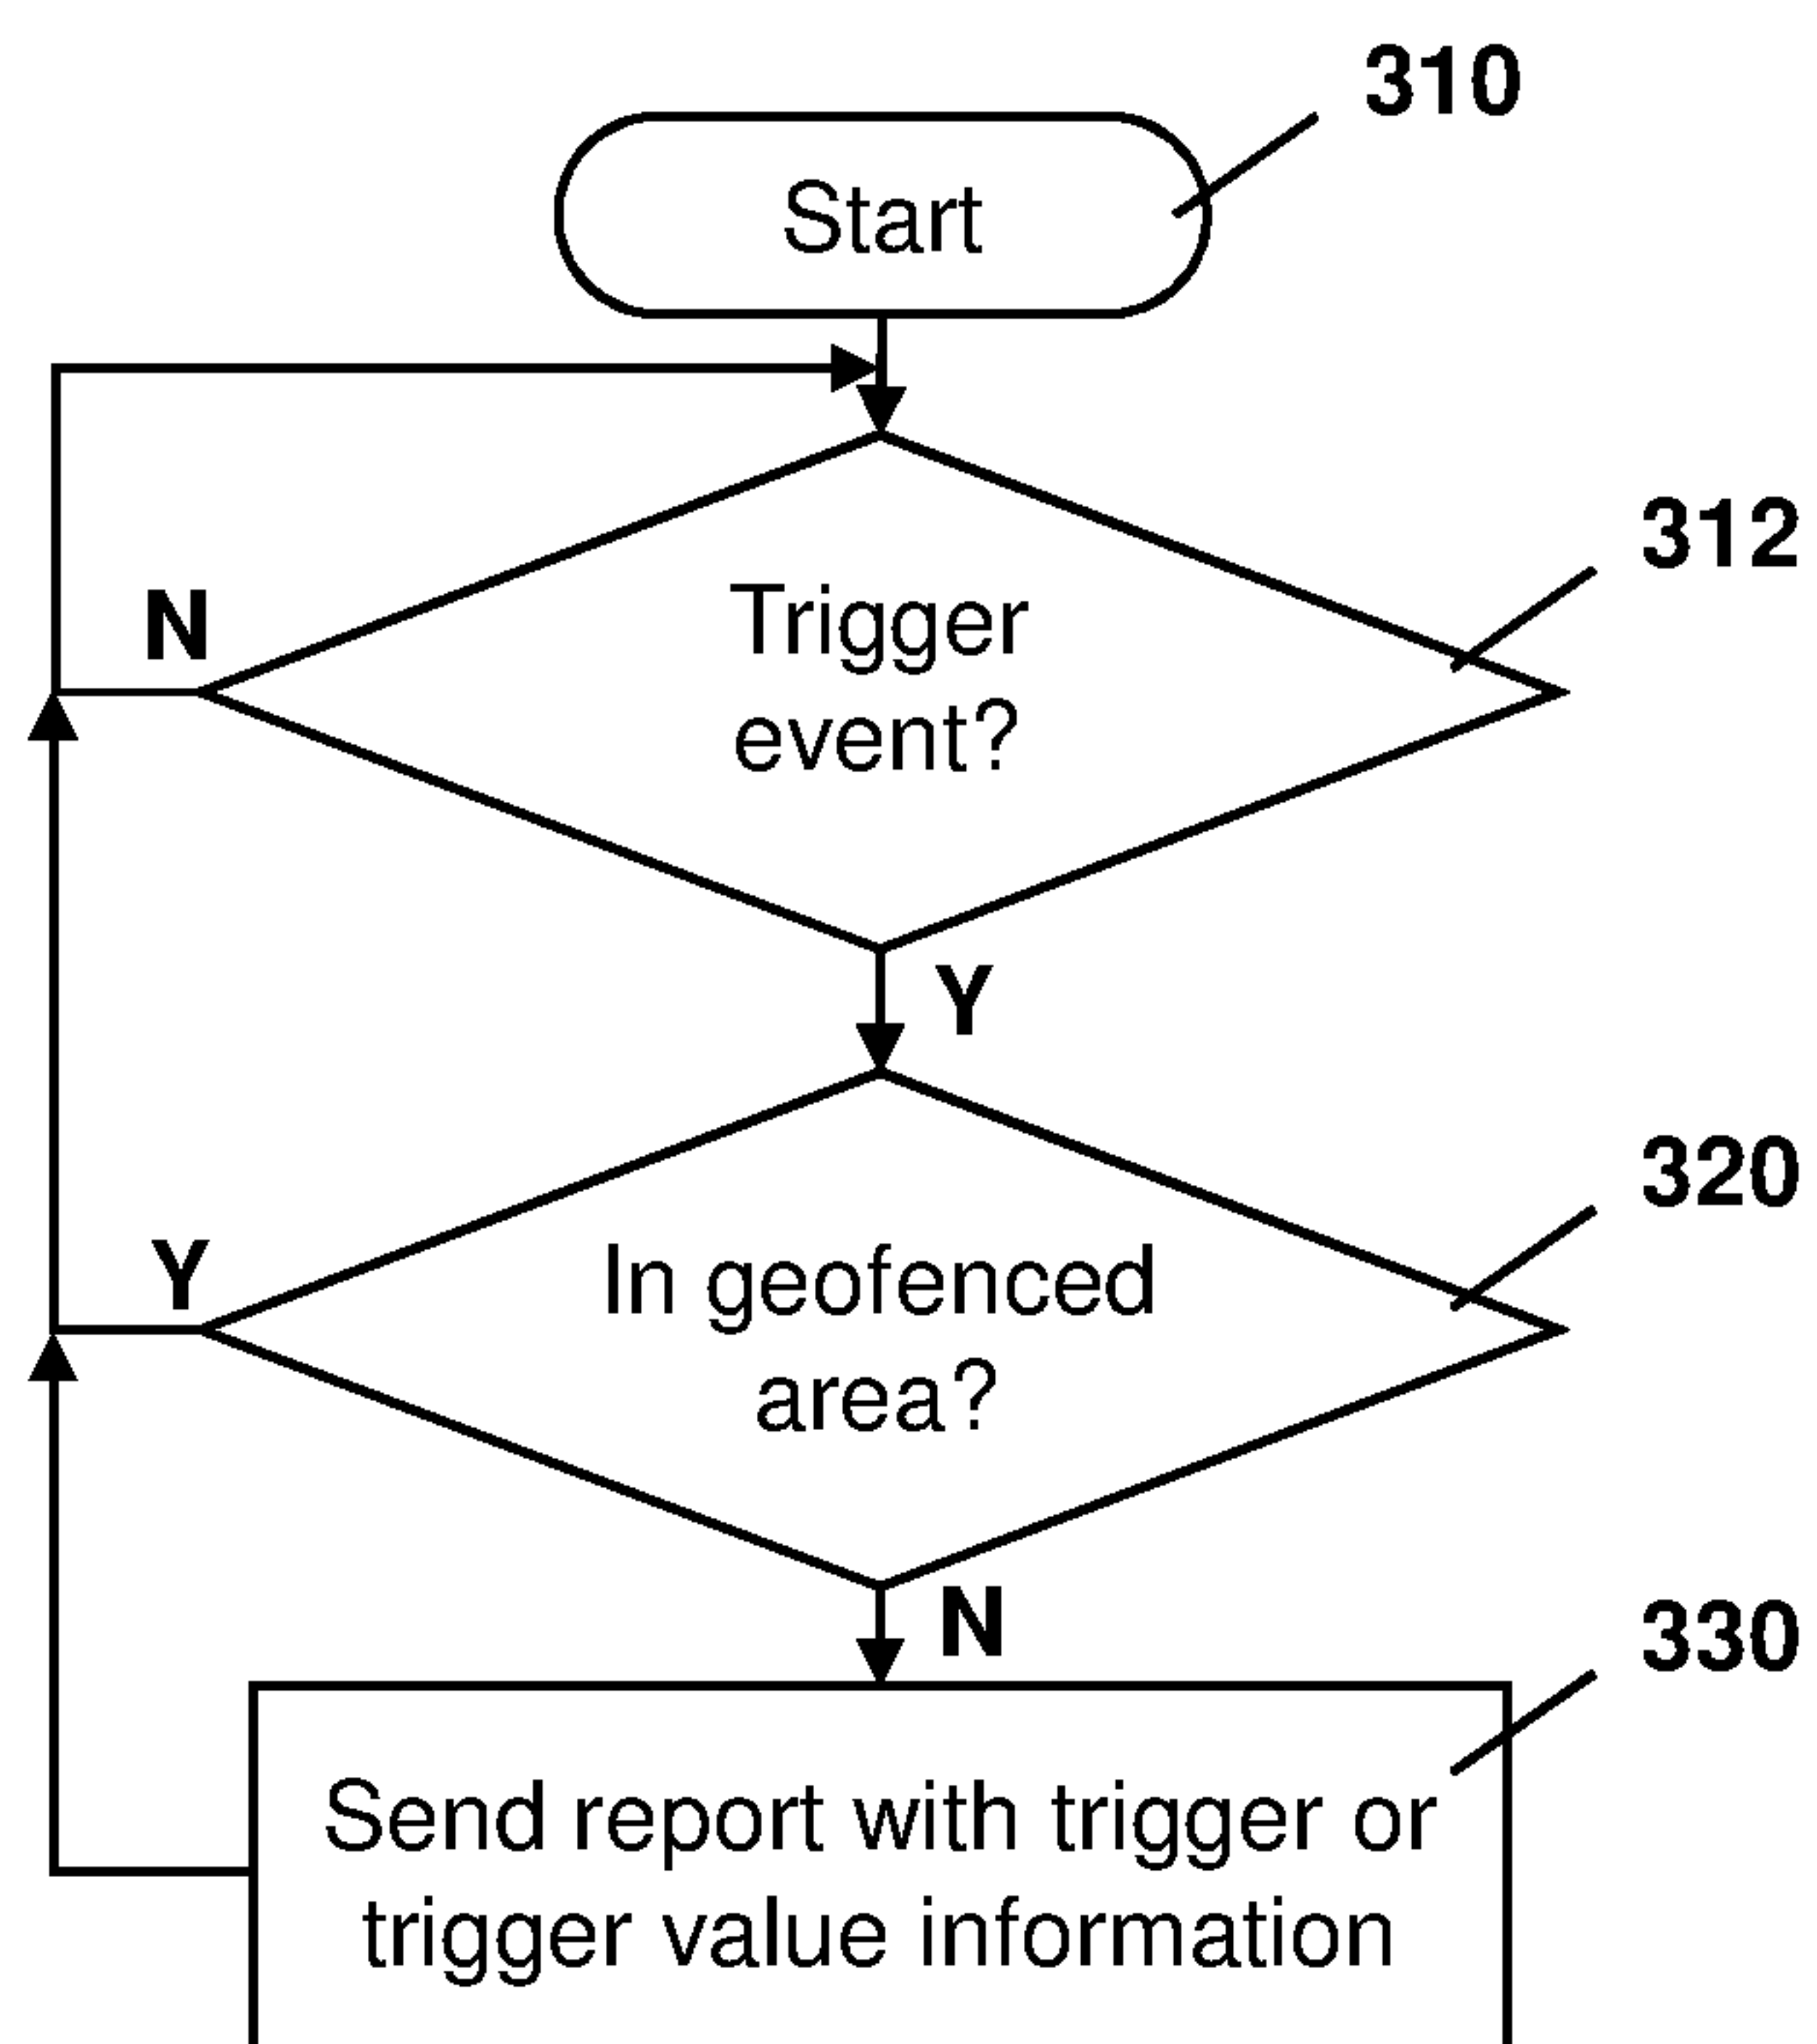 310
Start
312
N
Trigger
event?
Y
320
Y
In geofenced
area?
N
330
Send report with trigger or
trigger value information